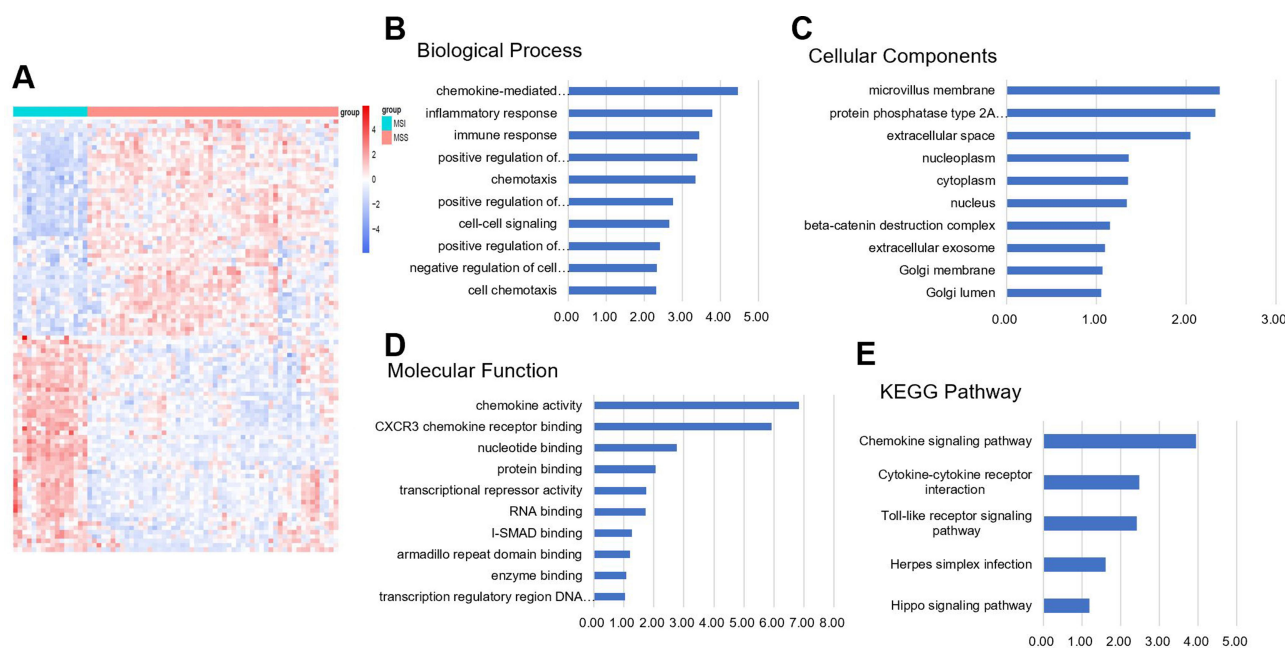 A
group
4
2
0
−2
−4
group
MSI
MSS
B
Biological Process
chemokine-mediated…
inflammatory response
immune response
positive regulation of…
chemotaxis
positive regulation of…
cell-cell signaling
positive regulation of…
negative regulation of cell…
cell chemotaxis
0.00 1.00 2.00 3.00 4.00 5.00
C
Cellular Components
microvillus membrane
protein phosphatase type 2A…
extracellular space
nucleoplasm
cytoplasm
nucleus
beta-catenin destruction complex
extracellular exosome
Golgi membrane
Golgi lumen
0.00 1.00 2.00 3.00
D
Molecular Function
chemokine activity
CXCR3 chemokine receptor binding
nucleotide binding
protein binding
transcriptional repressor activity
RNA binding
I-SMAD binding
armadillo repeat domain binding
enzyme binding
transcription regulatory region DNA…
0.00 1.00 2.00 3.00 4.00 5.00 6.00 7.00 8.00
E
KEGG Pathway
Chemokine signaling pathway
Cytokine-cytokine receptor
interaction
Toll-like receptor signaling
pathway
Herpes simplex infection
Hippo signaling pathway
0.00 1.00 2.00 3.00 4.00 5.00